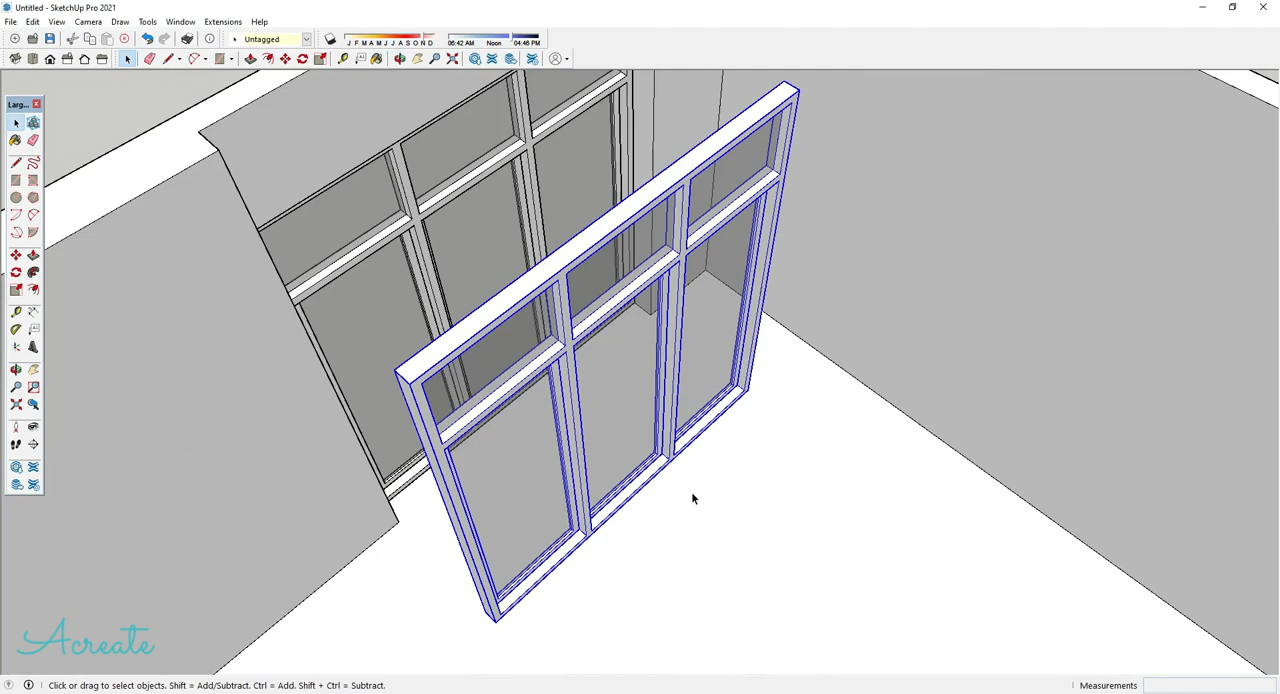 Untitled - SketchUp Pro 2021
File Edit View Camera Draw Tools Window Extensions Help
Untagged
J F M A M J J A S O N D
06:42 AM Noon 04:46 PM
Larg...
Acreate
Click or drag to select objects. Shift = Add/Subtract. Ctrl = Add. Shift + Ctrl = Subtract.
Measurements